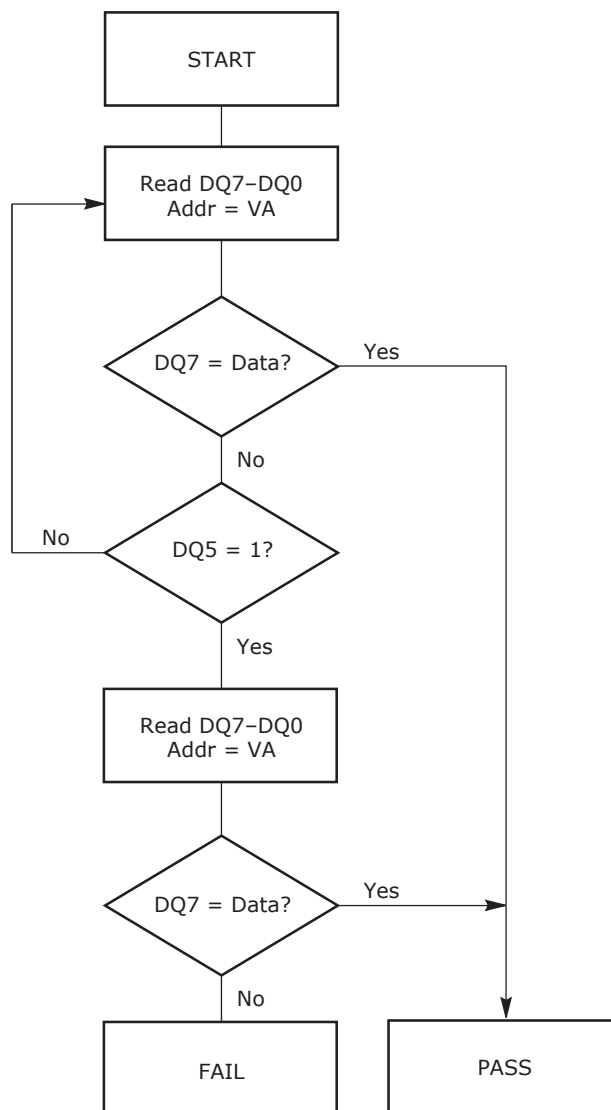 START
Read DQ7–DQ0
Addr = VA
DQ7 = Data?
Yes
No
No
DQ5 = 1?
Yes
Read DQ7–DQ0
Addr = VA
DQ7 = Data?
Yes
No
FAIL
PASS